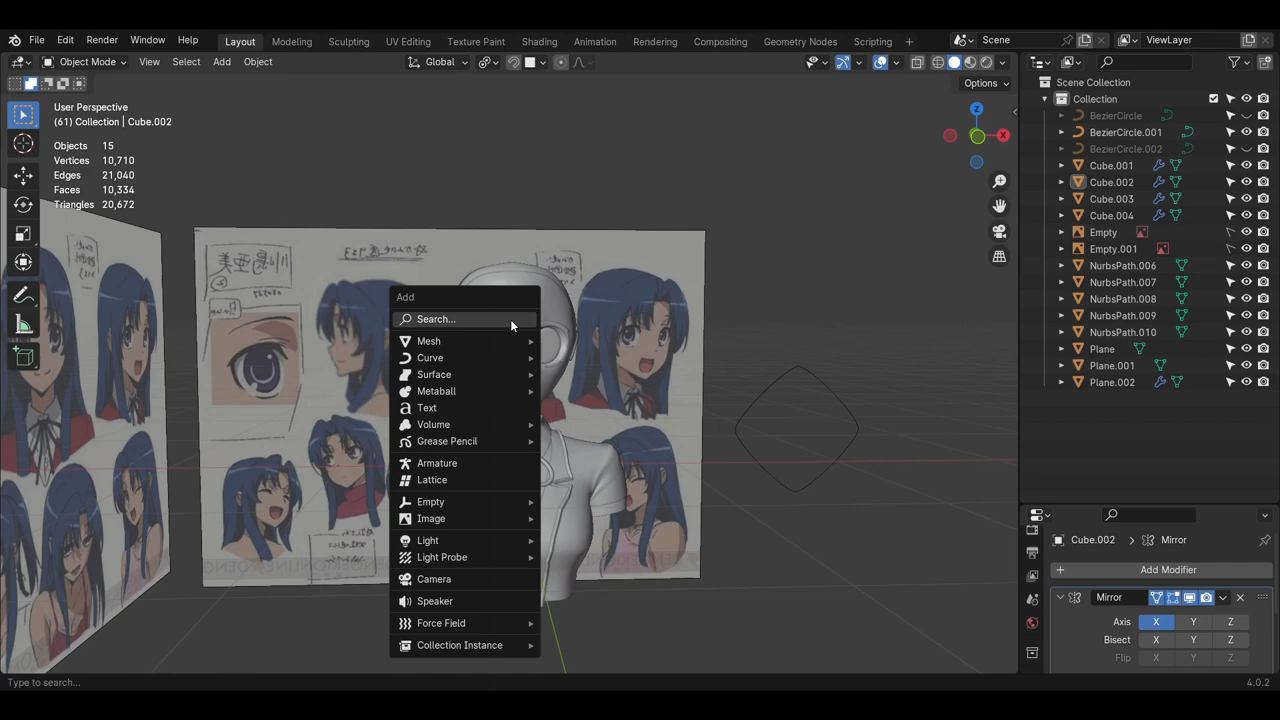 File Edit Render Window Help
Layout Modeling Sculpting UV Editing Texture Paint Shading Animation Rendering Compositing Geometry Nodes Scripting +
Scene
ViewLayer
Object Mode View Select Add Object
Global
Options
User Perspective
(61) Collection | Cube.002
Objects 15
Vertices 10,710
Edges 21,040
Faces 10,334
Triangles 20,672
Z
X
Add
Search...
Mesh
Curve
Surface
Metaball
Text
Volume
Grease Pencil
Armature
Lattice
Empty
Image
Light
Light Probe
Camera
Speaker
Force Field
Collection Instance
Scene Collection
Collection
BezierCircle
BezierCircle.001
BezierCircle.002
Cube.001
Cube.002
Cube.003
Cube.004
Empty
Empty.001
NurbsPath.006
NurbsPath.007
NurbsPath.008
NurbsPath.009
NurbsPath.010
Plane
Plane.001
Plane.002
Cube.002 > Mirror
+ Add Modifier
Mirror
Axis X Y Z
Bisect X Y Z
Flip X Y Z
Type to search...
4.0.2